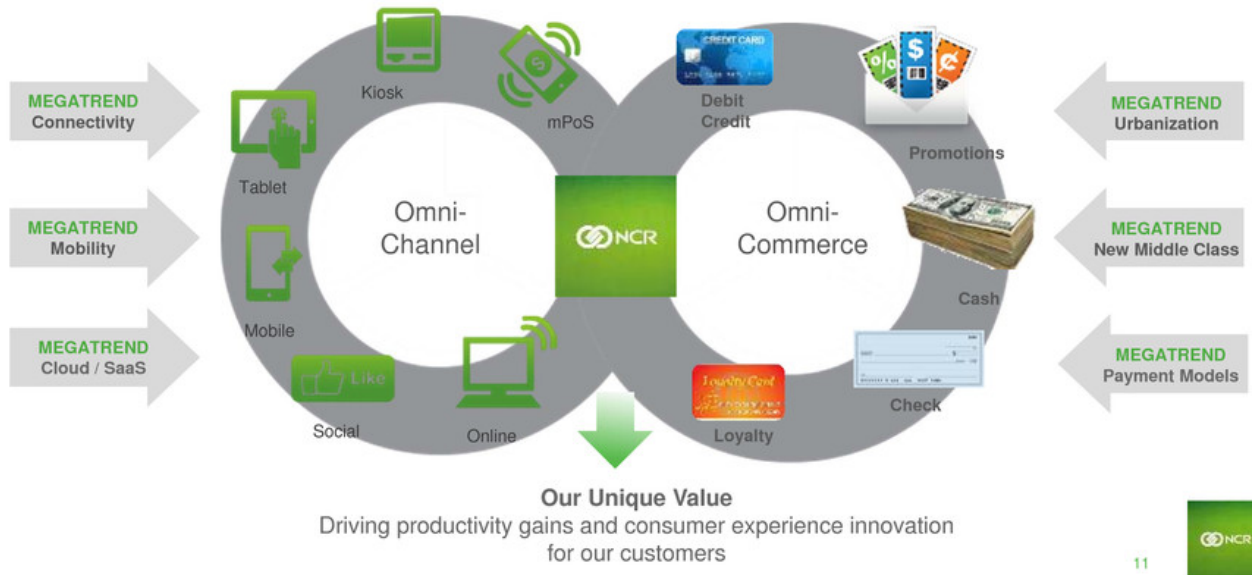 MEGATREND
Connectivity
MEGATREND
Mobility
MEGATREND
Cloud / SaaS
Kiosk
mPoS
Tablet
Omni-
Channel
Mobile
Like
Social
Online
NCR
CREDIT CARD
Debit
Credit
% $ ¢
Promotions
Omni-
Commerce
Cash
$
Check
Loyalty Card
Loyalty
MEGATREND
Urbanization
MEGATREND
New Middle Class
MEGATREND
Payment Models
Our Unique Value
Driving productivity gains and consumer experience innovation
for our customers
11
NCR